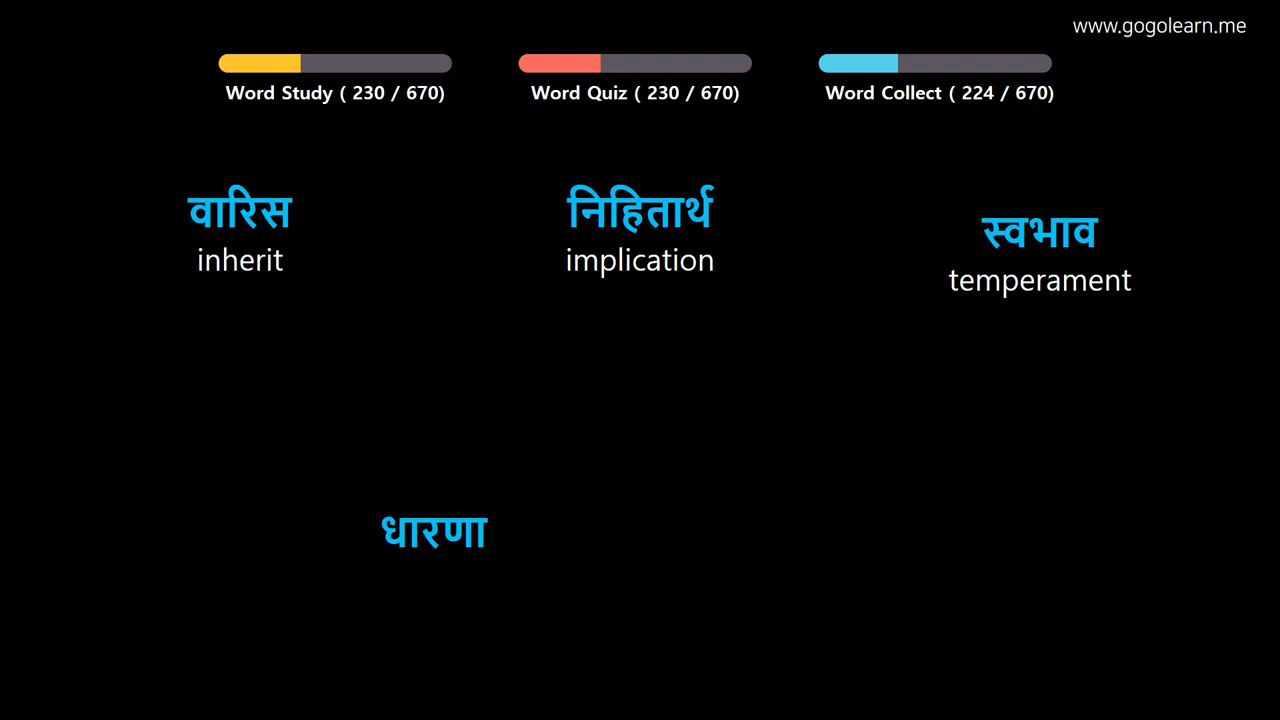 www.gogolearn.me
Word Study ( 230 / 670)
Word Quiz ( 230 / 670)
Word Collect ( 224 / 670)
वारिस
inherit
निहितार्थ
implication
स्वभाव
temperament
धारणा